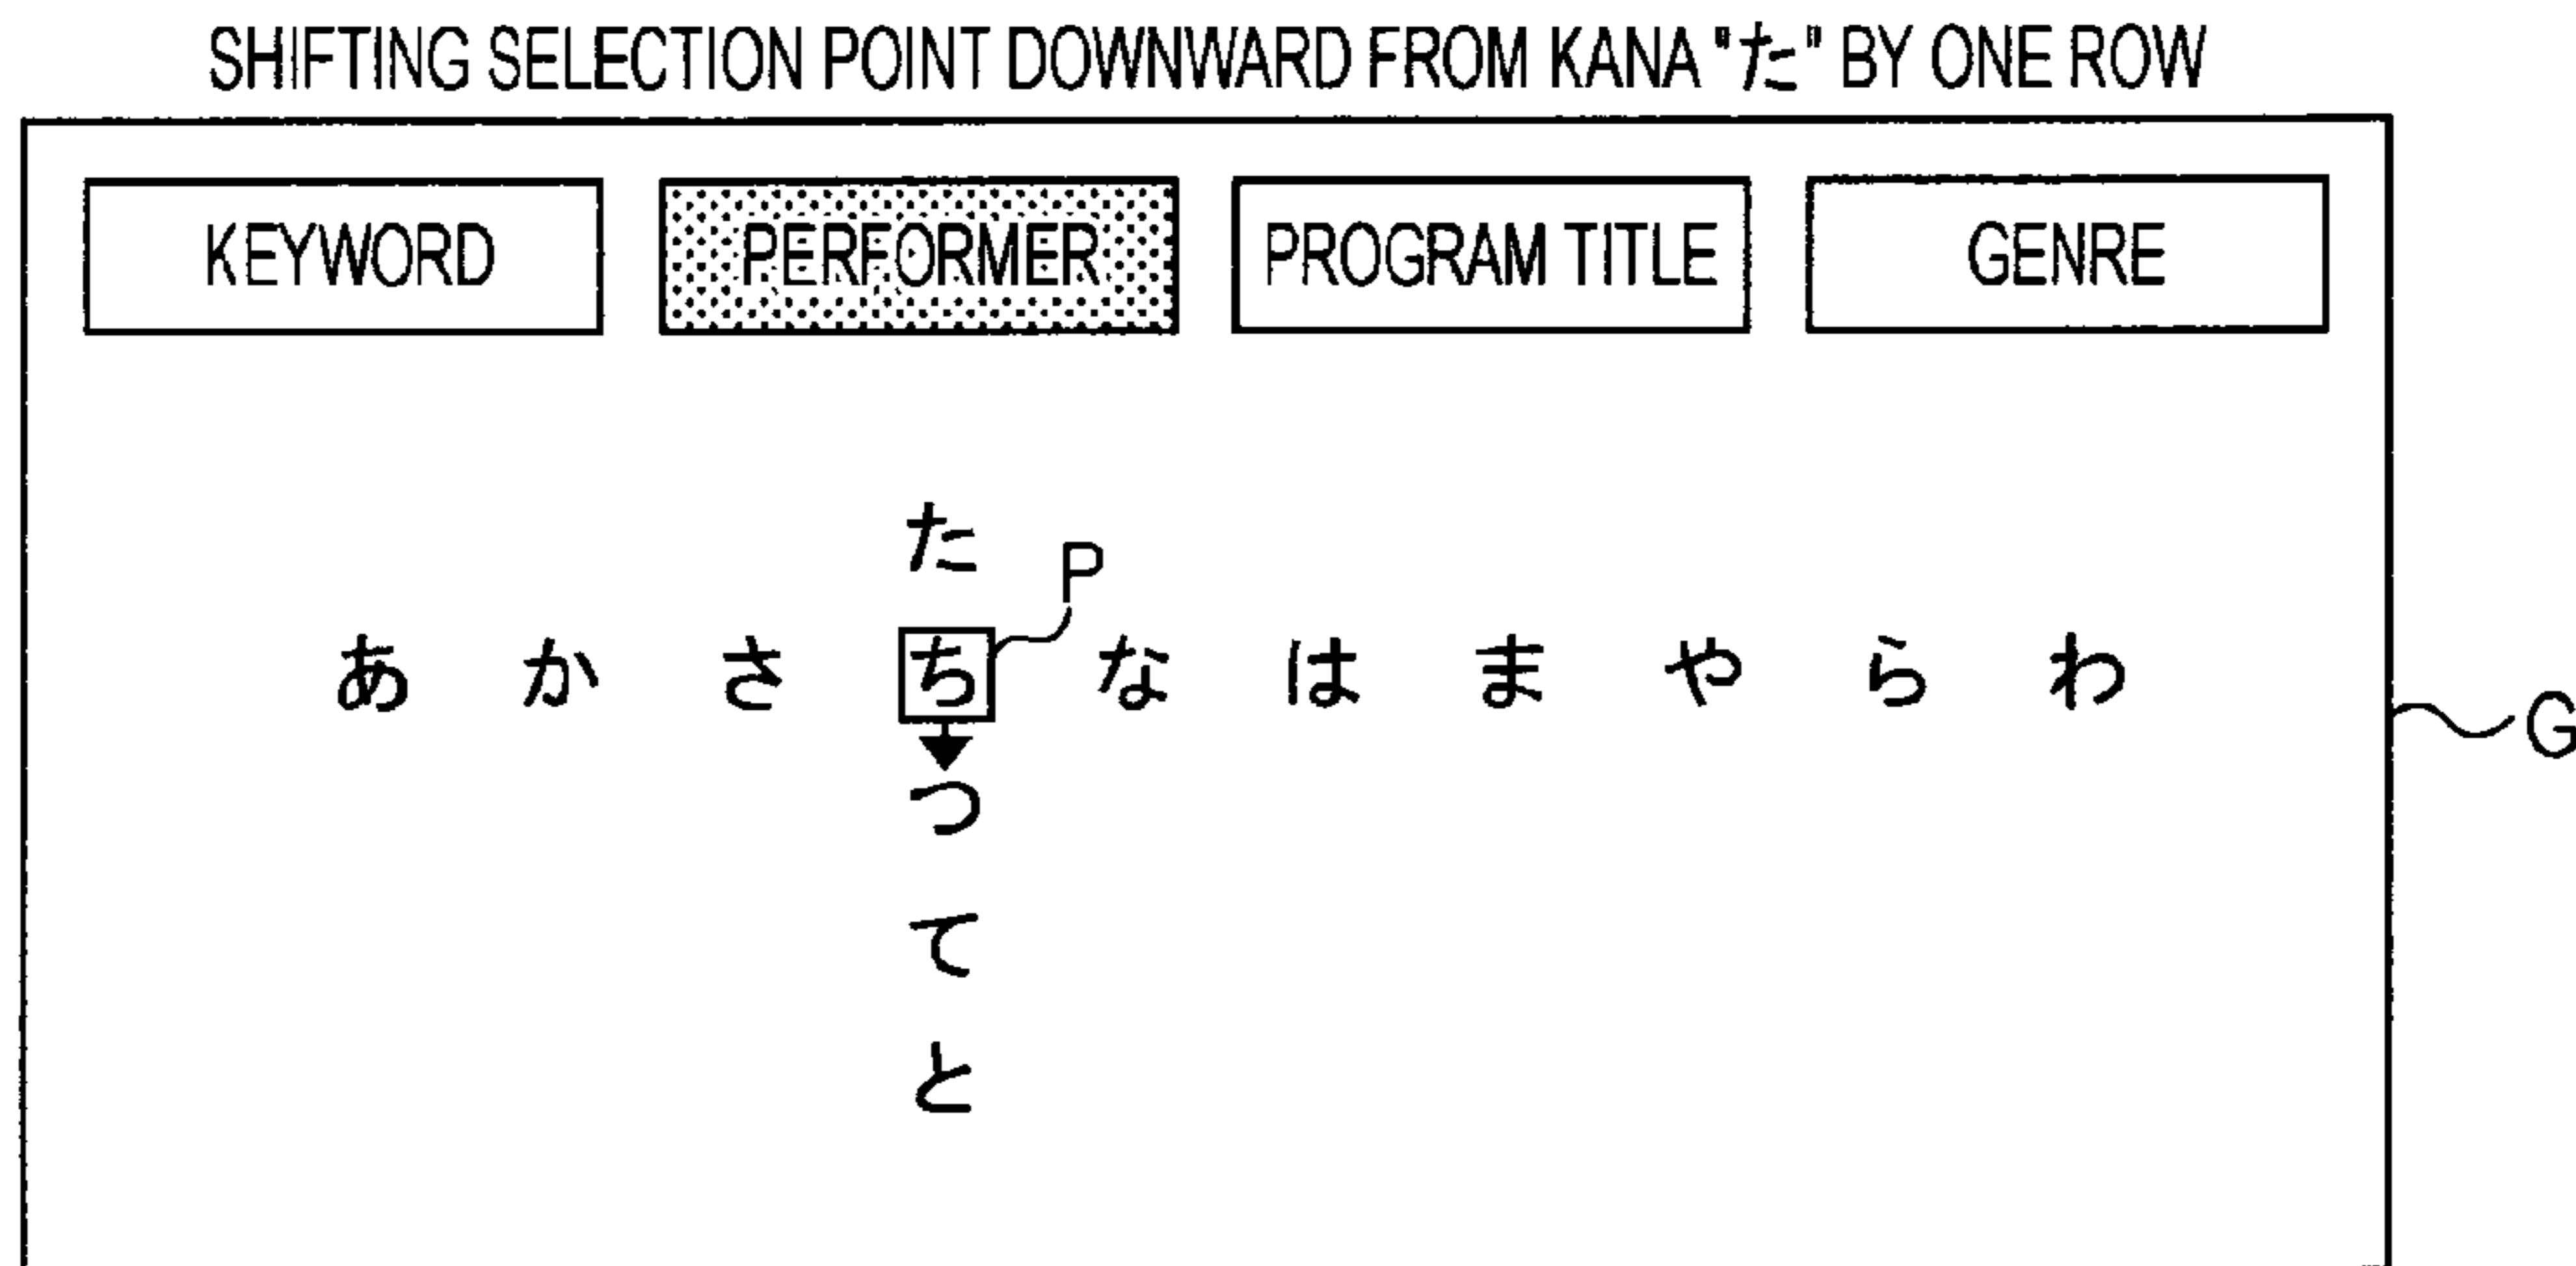 SHIFTING SELECTION POINT DOWNWARD FROM KANA "た" BY ONE ROW
KEYWORD PERFORMER PROGRAM TITLE GENRE
た
P
あ か さ ち な は ま や ら わ
G
つ
て
と